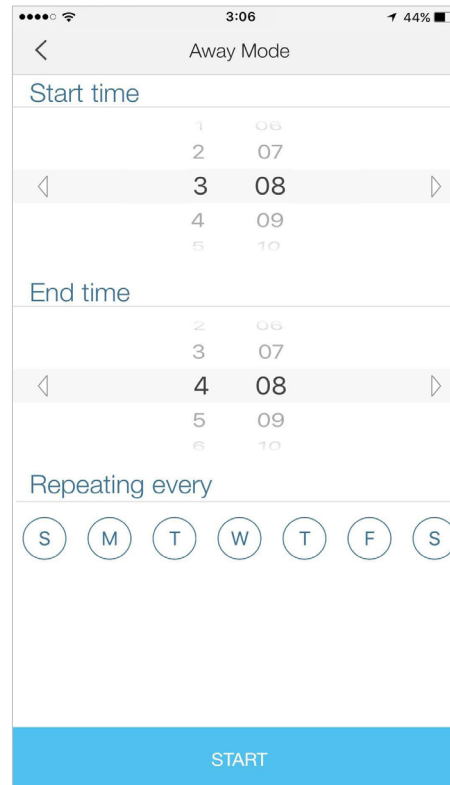 3:06
44%
Away Mode
Start time
1 06
2 07
3 08
4 09
5 10
End time
2 06
3 07
4 08
5 09
6 10
Repeating every
S M T W T F S
START